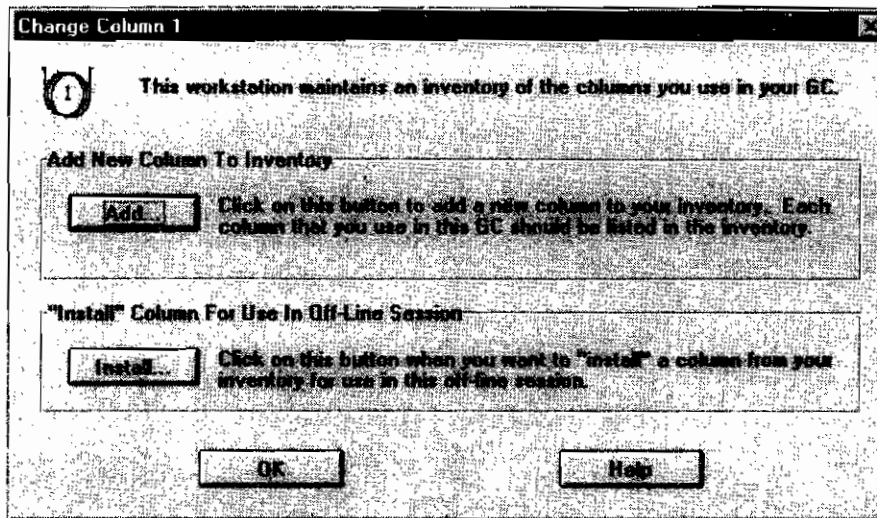 Change Column 1
1
This workstation maintains an inventory of the columns you use in your GC.
Add New Column To Inventory
Add...
Click on this button to add a new column to your inventory. Each
column that you use in this GC should be listed in the inventory.
"Install" Column For Use In Off-Line Session
Install...
Click on this button when you want to "install" a column from your
inventory for use in this off-line session.
OK
Help